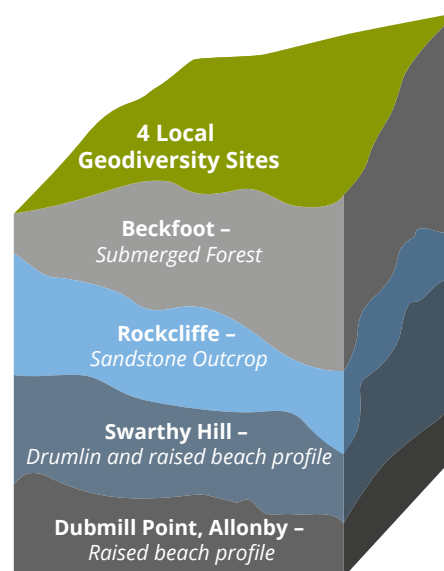 4 Local
Geodiversity Sites
Beckfoot –
Submerged Forest
Rockcliffe –
Sandstone Outcrop
Swarthy Hill –
Drumlin and raised beach profile
Dubmill Point, Allonby –
Raised beach profile